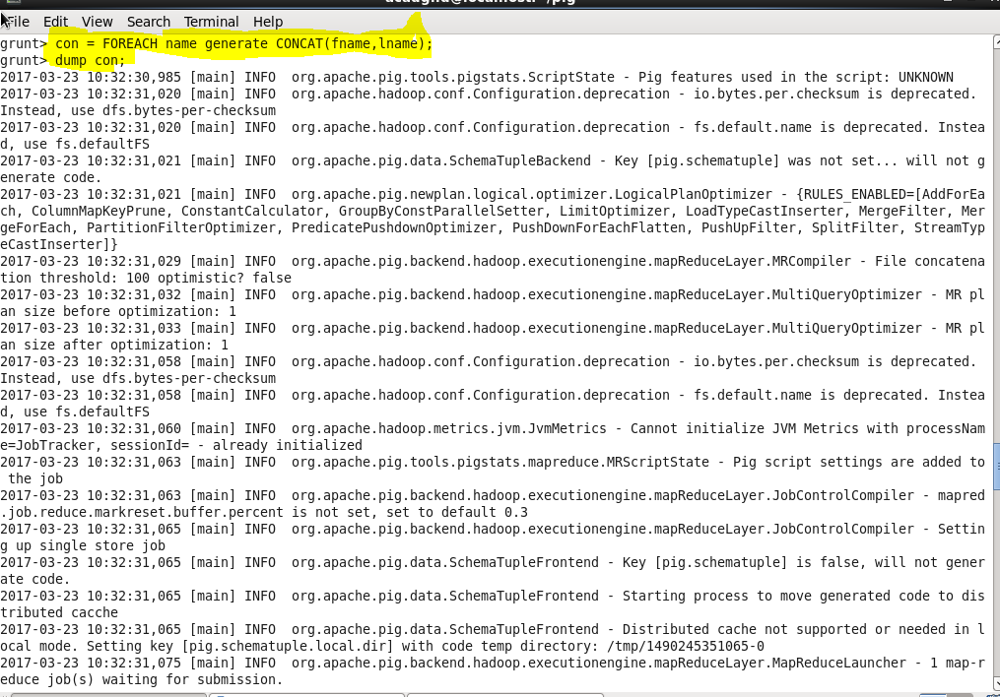 File Edit View Search Terminal Help
grunt> con = FOREACH name generate CONCAT(fname,lname);
grunt> dump con;
2017-03-23 10:32:30,985 [main] INFO  org.apache.pig.tools.pigstats.ScriptState - Pig features used in the script: UNKNOWN
2017-03-23 10:32:31,020 [main] INFO  org.apache.hadoop.conf.Configuration.deprecation - io.bytes.per.checksum is deprecated.
Instead, use dfs.bytes-per-checksum
2017-03-23 10:32:31,020 [main] INFO  org.apache.hadoop.conf.Configuration.deprecation - fs.default.name is deprecated. Instea
d, use fs.defaultFS
2017-03-23 10:32:31,021 [main] INFO  org.apache.pig.data.SchemaTupleBackend - Key [pig.schematuple] was not set... will not g
enerate code.
2017-03-23 10:32:31,021 [main] INFO  org.apache.pig.newplan.logical.optimizer.LogicalPlanOptimizer - {RULES_ENABLED=[AddForEa
ch, ColumnMapKeyPrune, ConstantCalculator, GroupByConstParallelSetter, LimitOptimizer, LoadTypeCastInserter, MergeFilter, Mer
geForEach, PartitionFilterOptimizer, PredicatePushdownOptimizer, PushDownForEachFlatten, PushUpFilter, SplitFilter, StreamTyp
eCastInserter]}
2017-03-23 10:32:31,029 [main] INFO  org.apache.pig.backend.hadoop.executionengine.mapReduceLayer.MRCompiler - File concatena
tion threshold: 100 optimistic? false
2017-03-23 10:32:31,032 [main] INFO  org.apache.pig.backend.hadoop.executionengine.mapReduceLayer.MultiQueryOptimizer - MR pl
an size before optimization: 1
2017-03-23 10:32:31,033 [main] INFO  org.apache.pig.backend.hadoop.executionengine.mapReduceLayer.MultiQueryOptimizer - MR pl
an size after optimization: 1
2017-03-23 10:32:31,058 [main] INFO  org.apache.hadoop.conf.Configuration.deprecation - io.bytes.per.checksum is deprecated.
Instead, use dfs.bytes-per-checksum
2017-03-23 10:32:31,058 [main] INFO  org.apache.hadoop.conf.Configuration.deprecation - fs.default.name is deprecated. Instea
d, use fs.defaultFS
2017-03-23 10:32:31,060 [main] INFO  org.apache.hadoop.metrics.jvm.JvmMetrics - Cannot initialize JVM Metrics with processNam
e=JobTracker, sessionId= - already initialized
2017-03-23 10:32:31,063 [main] INFO  org.apache.pig.tools.pigstats.mapreduce.MRScriptState - Pig script settings are added to
 the job
2017-03-23 10:32:31,063 [main] INFO  org.apache.pig.backend.hadoop.executionengine.mapReduceLayer.JobControlCompiler - mapred
.job.reduce.markreset.buffer.percent is not set, set to default 0.3
2017-03-23 10:32:31,065 [main] INFO  org.apache.pig.backend.hadoop.executionengine.mapReduceLayer.JobControlCompiler - Settin
g up single store job
2017-03-23 10:32:31,065 [main] INFO  org.apache.pig.data.SchemaTupleFrontend - Key [pig.schematuple] is false, will not gener
ate code.
2017-03-23 10:32:31,065 [main] INFO  org.apache.pig.data.SchemaTupleFrontend - Starting process to move generated code to dis
tributed cacche
2017-03-23 10:32:31,065 [main] INFO  org.apache.pig.data.SchemaTupleFrontend - Distributed cache not supported or needed in l
ocal mode. Setting key [pig.schematuple.local.dir] with code temp directory: /tmp/1490245351065-0
2017-03-23 10:32:31,075 [main] INFO  org.apache.pig.backend.hadoop.executionengine.mapReduceLayer.MapReduceLauncher - 1 map-r
educe job(s) waiting for submission.